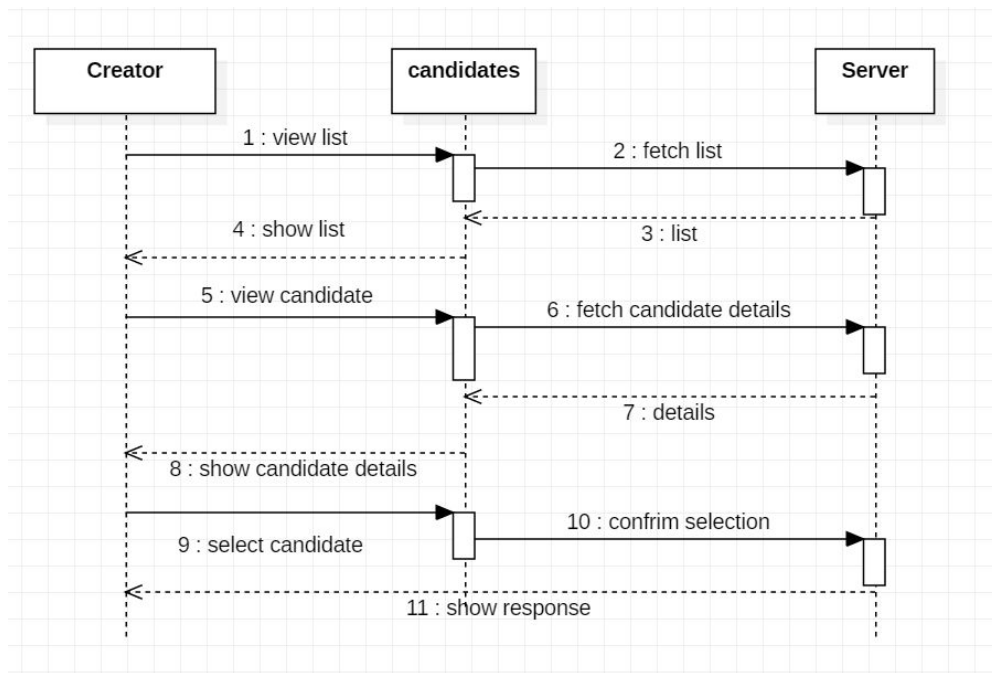 Creator
candidates
Server
1 : view list
2 : fetch list
3 : list
4 : show list
5 : view candidate
6 : fetch candidate details
7 : details
8 : show candidate details
9 : select candidate
10 : confrim selection
11 : show response